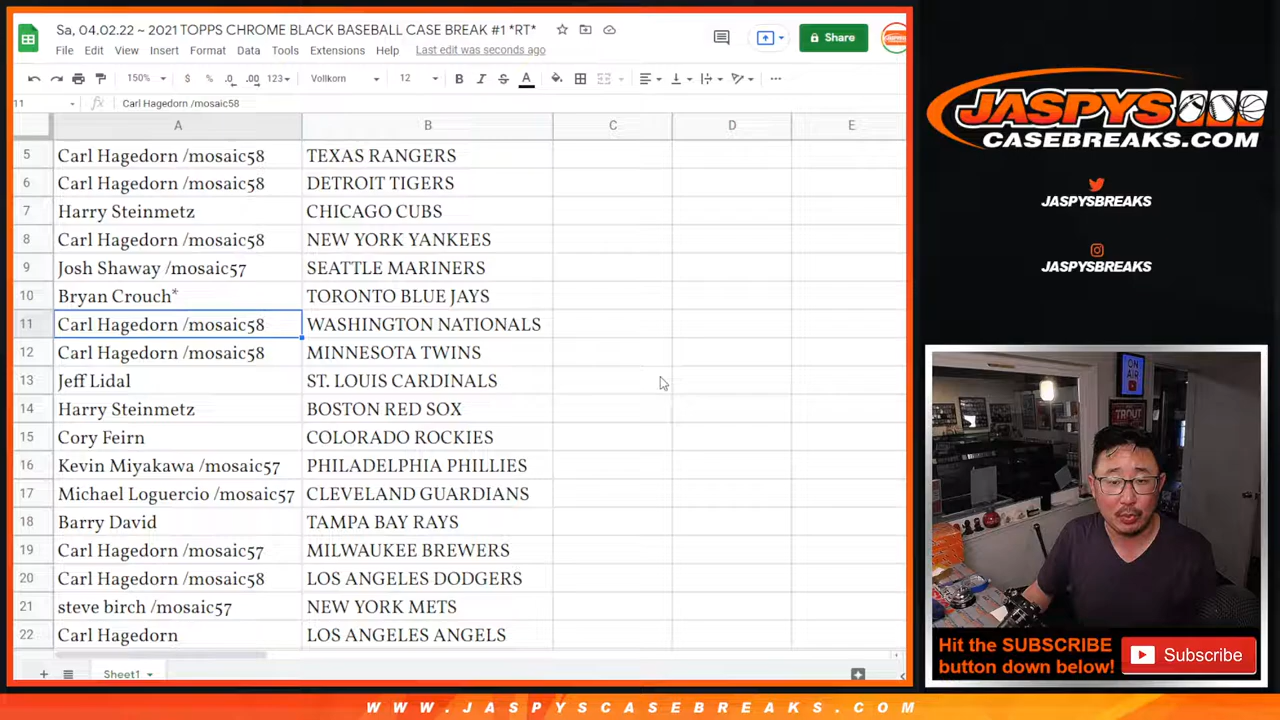 Sa, 04.02.22 ~ 2021 TOPPS CHROME BLACK BASEBALL CASE BREAK #1 *RT*
File Edit View Insert Format Data Tools Extensions Help Last edit was seconds ago
Share
150% $ % .0 .00 123 Vollkorn 12 B I S A
11 fx Carl Hagedorn /mosaic58
A B C D E
5 Carl Hagedorn /mosaic58 TEXAS RANGERS
6 Carl Hagedorn /mosaic58 DETROIT TIGERS
7 Harry Steinmetz CHICAGO CUBS
8 Carl Hagedorn /mosaic58 NEW YORK YANKEES
9 Josh Shaway /mosaic57 SEATTLE MARINERS
10 Bryan Crouch* TORONTO BLUE JAYS
11 Carl Hagedorn /mosaic58 WASHINGTON NATIONALS
12 Carl Hagedorn /mosaic58 MINNESOTA TWINS
13 Jeff Lidal ST. LOUIS CARDINALS
14 Harry Steinmetz BOSTON RED SOX
15 Cory Feirn COLORADO ROCKIES
16 Kevin Miyakawa /mosaic57 PHILADELPHIA PHILLIES
17 Michael Loguercio /mosaic57 CLEVELAND GUARDIANS
18 Barry David TAMPA BAY RAYS
19 Carl Hagedorn /mosaic57 MILWAUKEE BREWERS
20 Carl Hagedorn /mosaic58 LOS ANGELES DODGERS
21 steve birch /mosaic57 NEW YORK METS
22 Carl Hagedorn LOS ANGELES ANGELS
Sheet1
JASPYS
CASEBREAKS.COM
JASPYSBREAKS
JASPYSBREAKS
ON AIR
TROUT
Hit the SUBSCRIBE
button down below!
Subscribe
WWW.JASPYSCASEBREAKS.COM